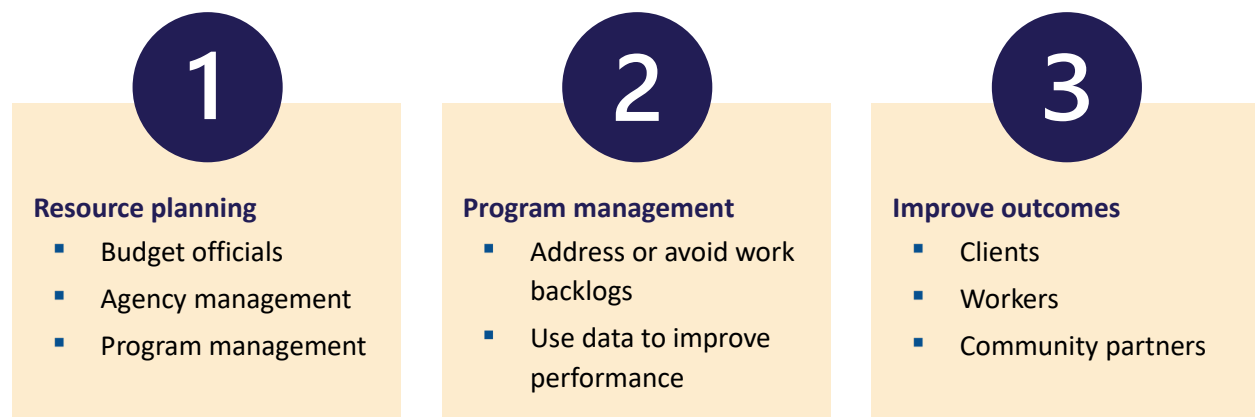 1
Resource planning
▪ Budget officials
▪ Agency management
▪ Program management
2
Program management
▪ Address or avoid work
backlogs
▪ Use data to improve
performance
3
Improve outcomes
▪ Clients
▪ Workers
▪ Community partners